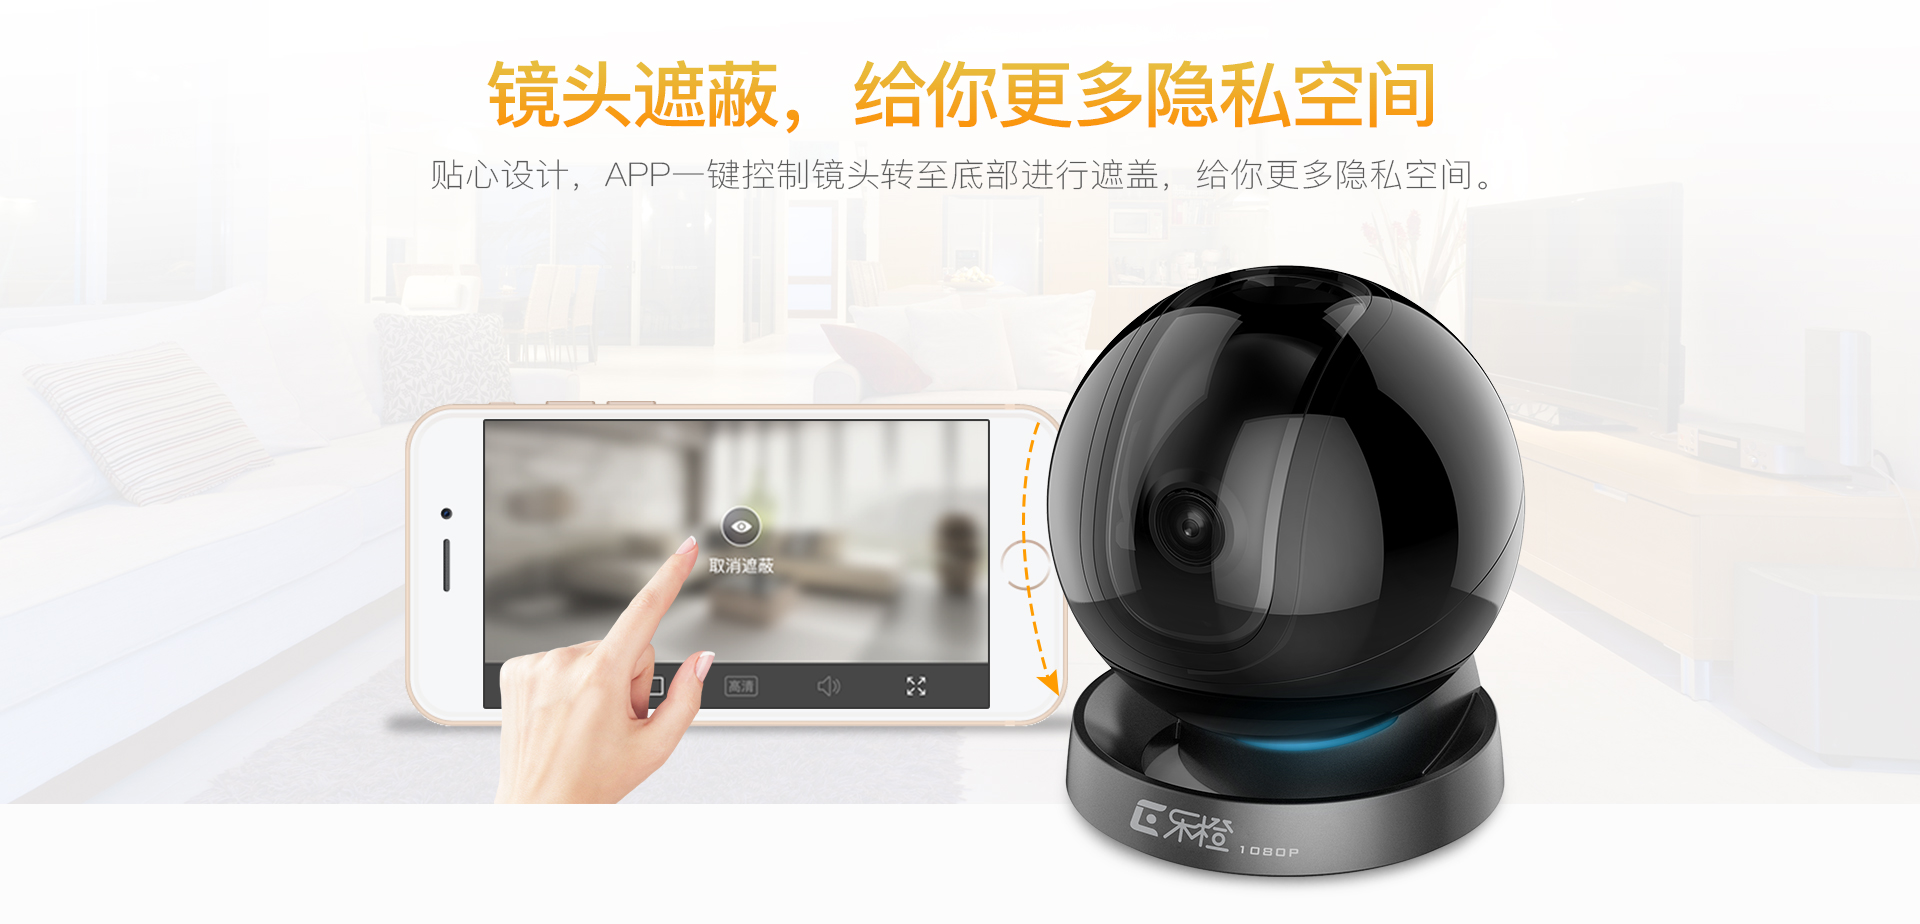 镜头遮蔽，给你更多隐私空间
贴心设计，APP一键控制镜头转至底部进行遮盖，给你更多隐私空间。
取消遮蔽
高清
乐橙
1080P